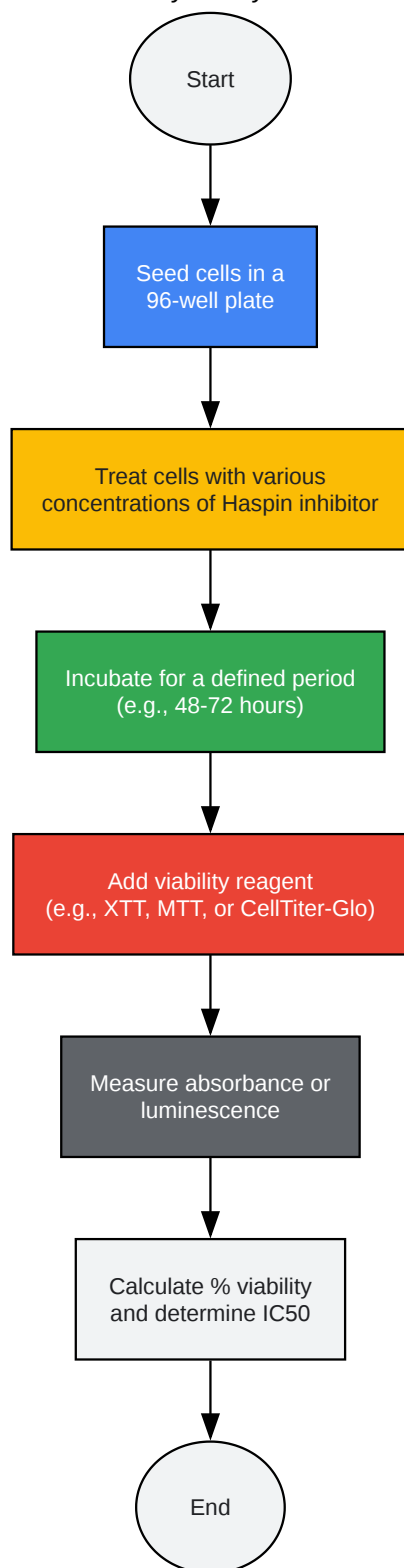 Start
Seed cells in a
96-well plate
Treat cells with various
concentrations of Haspin inhibitor
Incubate for a defined period
(e.g., 48-72 hours)
Add viability reagent
(e.g., XTT, MTT, or CellTiter-Glo)
Measure absorbance or
luminescence
Calculate % viability
and determine IC50
End